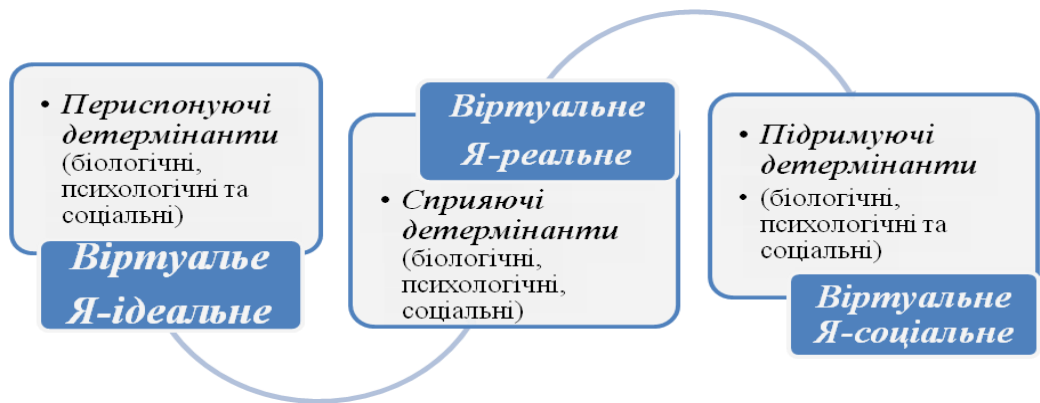 • Периспонуючі
детермінанти
(біологічні,
психологічні та
соціальні)
Віртуалье
Я-ідеальне
Віртуальне
Я-реальне
• Сприяючі
детермінанти
(біологічні,
психологічні,
соціальні)
• Підримуючі
детермінанти
• (біологічні,
психологічні та
соціальні)
Віртуальне
Я-соціальне